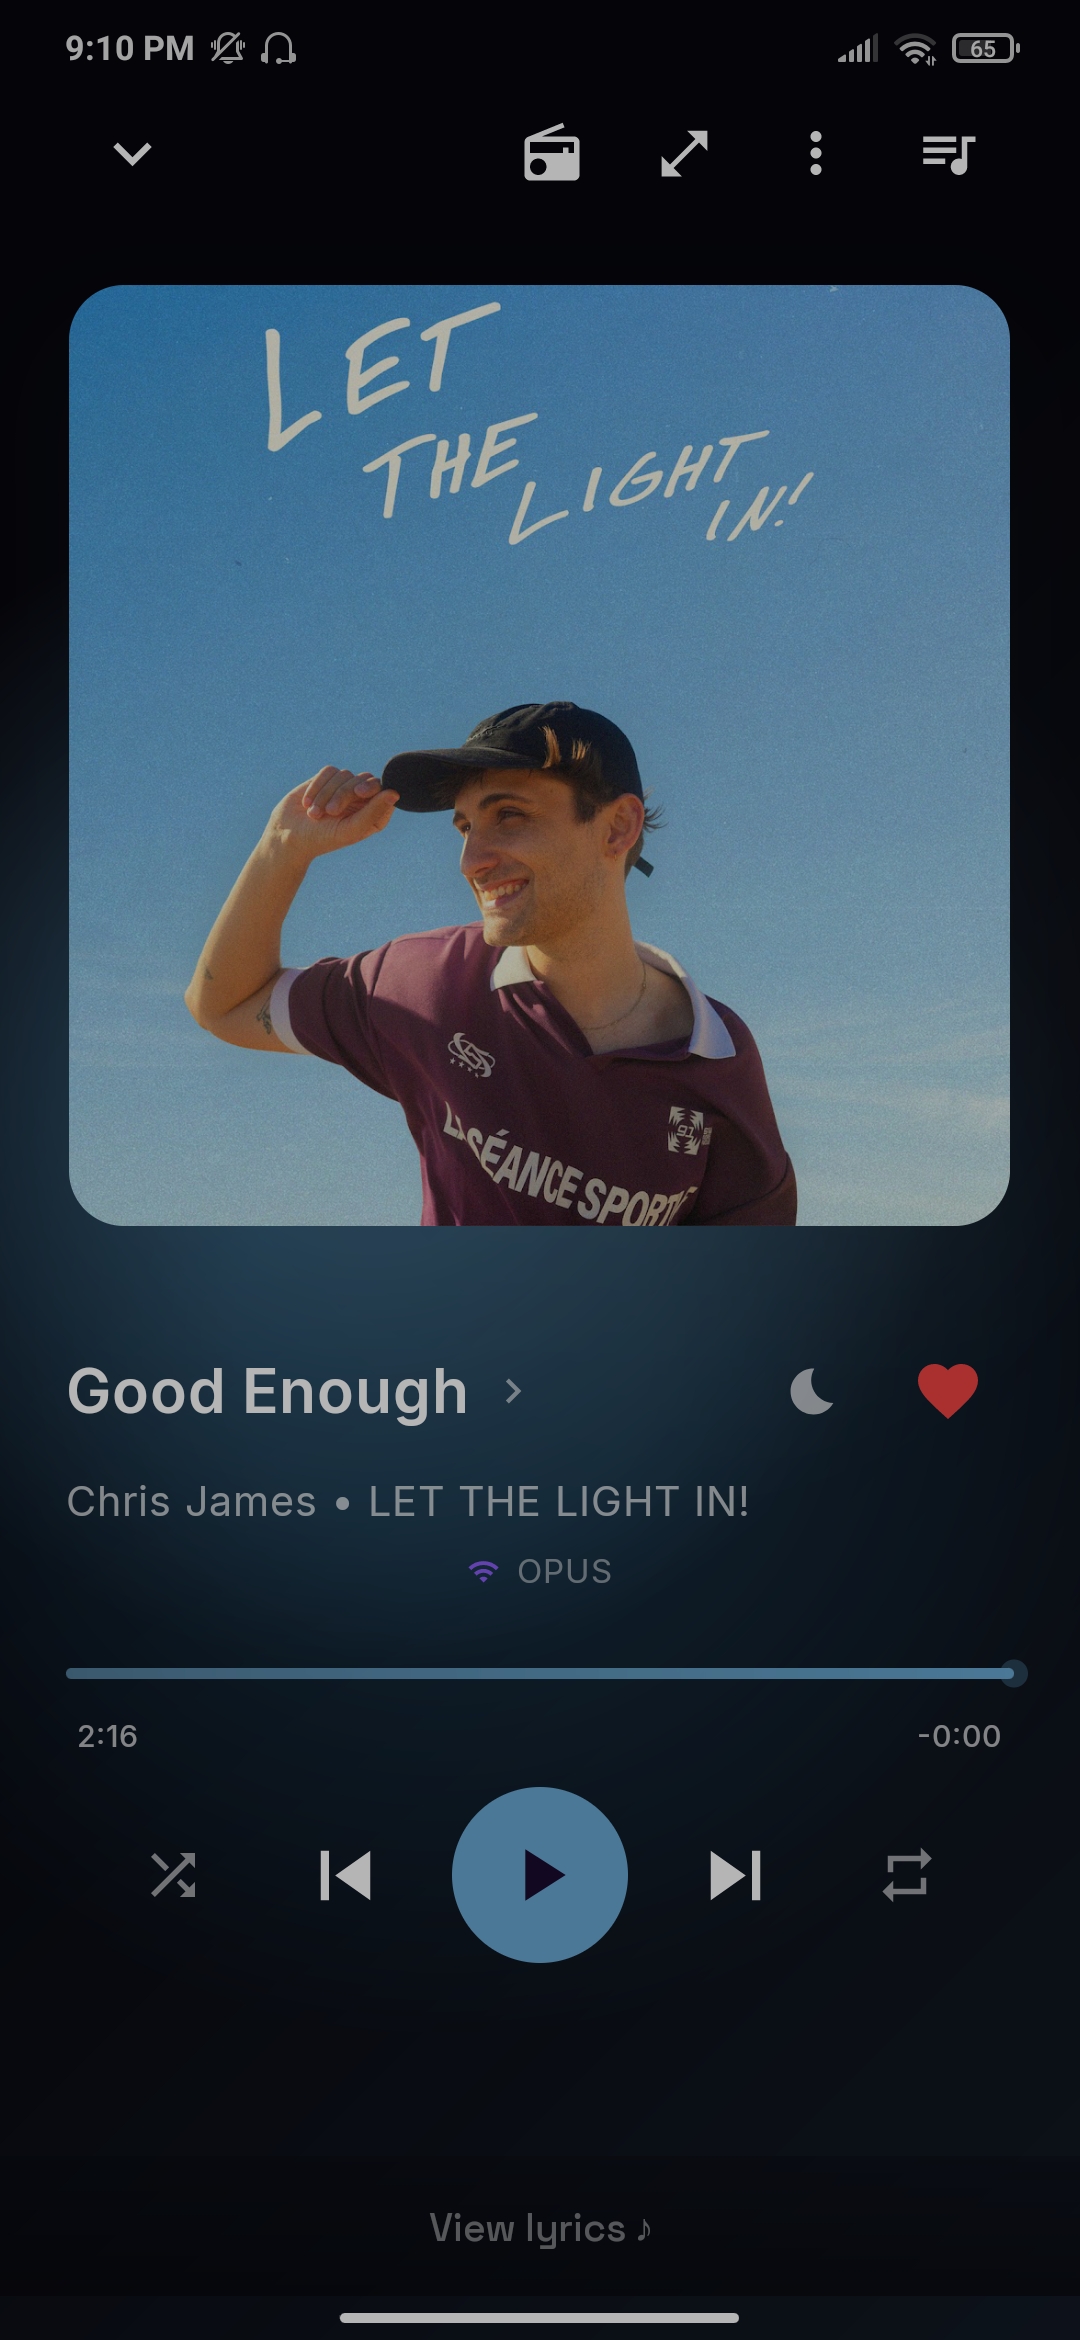 9:10 PM
65
LET
THE
LIGHT
IN!
SÉANCE SPORT
91
Good Enough
Chris James • LET THE LIGHT IN!
OPUS
2:16
-0:00
View lyrics ♪